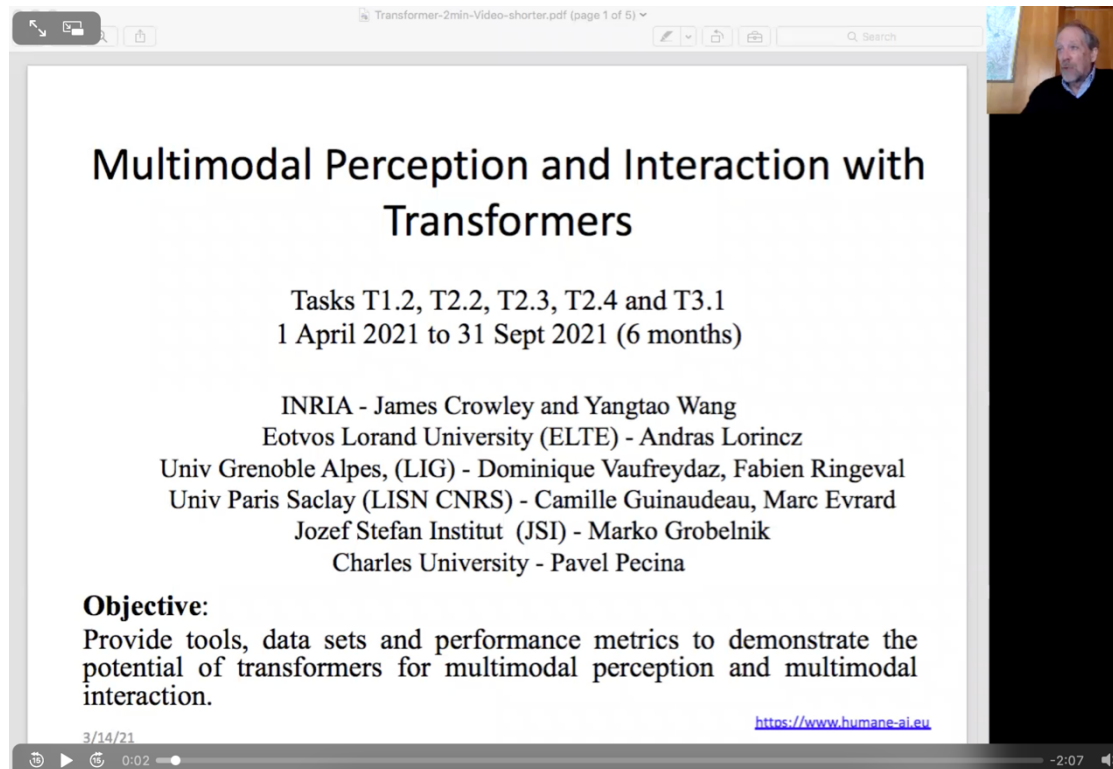 Transformer-2min-Video-shorter.pdf (page 1 of 5)
Search
Multimodal Perception and Interaction with
Transformers
Tasks T1.2, T2.2, T2.3, T2.4 and T3.1
1 April 2021 to 31 Sept 2021 (6 months)
INRIA - James Crowley and Yangtao Wang
Eotvos Lorand University (ELTE) - Andras Lorincz
Univ Grenoble Alpes, (LIG) - Dominique Vaufreydaz, Fabien Ringeval
Univ Paris Saclay (LISN CNRS) - Camille Guinaudeau, Marc Evrard
Jozef Stefan Institut (JSI) - Marko Grobelnik
Charles University - Pavel Pecina
Objective:
Provide tools, data sets and performance metrics to demonstrate the
potential of transformers for multimodal perception and multimodal
interaction.
https://www.humane-ai.eu
3/14/21
15 15 0:02 -2:07